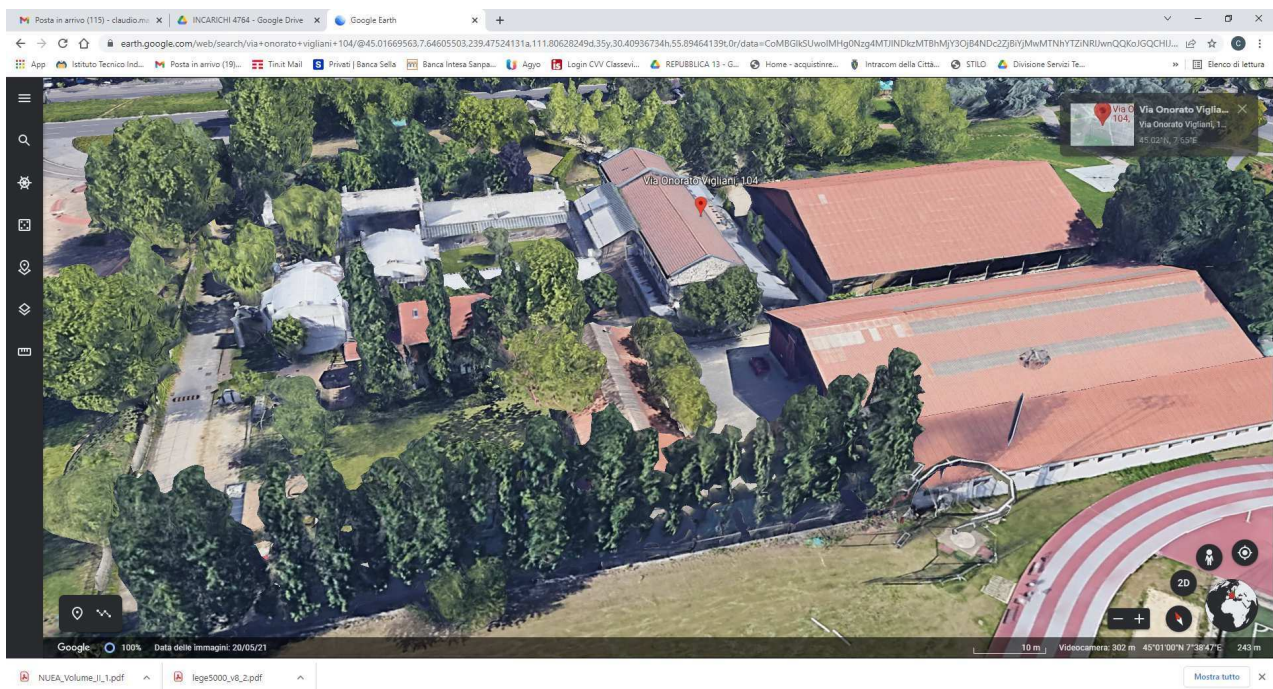 Posta in arrivo (115) - claudio.m
INCARICHI 4764 - Google Drive
Google Earth
earth.google.com/web/search/via+onorato+vigliani+104/@45.01669563,7.64605503,239.47524131a,111.80628249d,35y,30.40936734h,55.89464139t,0r/
App
Istituto Tecnico Ind...
Posta in arrivo (19)...
Tin.it Mail
Privati | Banca Sella
Banca Intesa Sanpa...
Agyo
Login CVV Classevi...
REPUBBLICA 13 - G...
Home - acquistinre...
Intracom della Città...
STILO
Divisione Servizi Te...
»
Elenco di lettura
Via O
104,
Via Onorato Viglia...
Via Onorato Vigliani, 1...
45.02°N, 7.65°E
Via Onorato Vigliani, 104
2D
Google
100%
Data delle immagini: 20/05/21
10 m
Videocamera: 302 m
45°01'00"N 7°38'47"E
243 m
NUEA_Volume_II_1.pdf
lege5000_v8_2.pdf
Mostra tutto